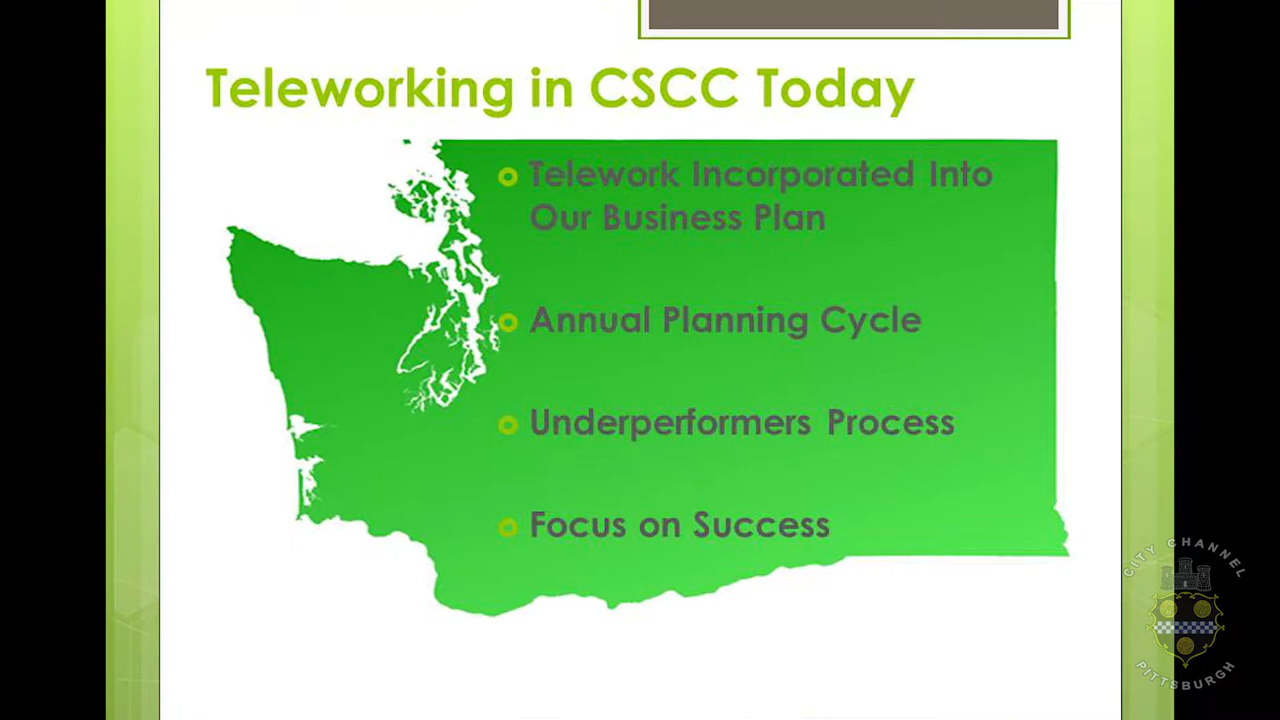 Teleworking in CSCC Today
Telework Incorporated Into
Our Business Plan
Annual Planning Cycle
Underperformers Process
Focus on Success
CITY CHANNEL
PITTSBURGH